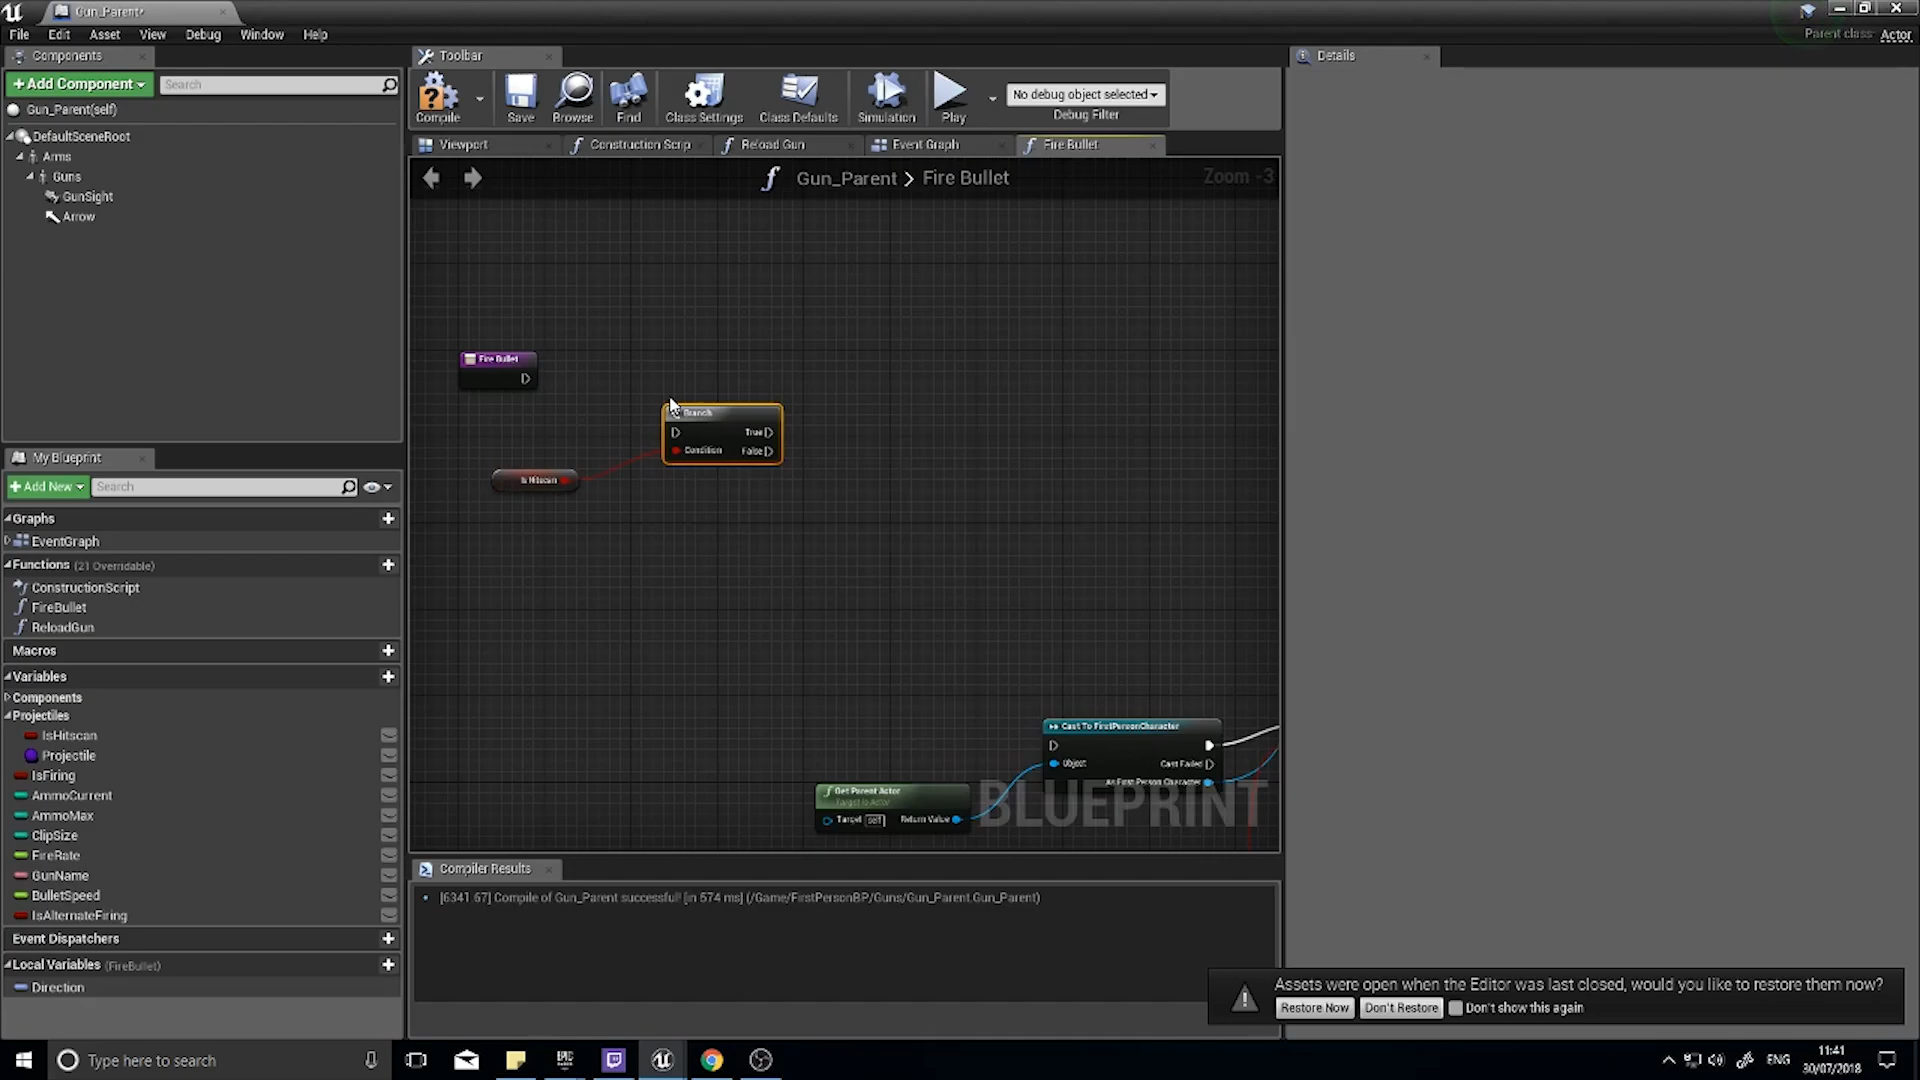 Gun_Parent*
File Edit Asset View Debug Window Help
Parent class: Actor
Components
Toolbar
Details
+Add Component
Search
Gun_Parent(self)
DefaultSceneRoot
Arms
Guns
GunSight
Arrow
Compile
Save
Browse
Find
Class Settings
Class Defaults
Simulation
Play
No debug object selected
Debug Filter
Viewport
Construction Scrip
Reload Gun
Event Graph
Fire Bullet
Gun_Parent > Fire Bullet
Zoom -3
Fire Bullet
Branch
True
Condition
False
Is Hitscan
Cast To FirstPersonCharacter
Object
Cast Failed
As First Person Character
Get Parent Actor
Target is Actor
Target self
Return Value
BLUEPRINT
My Blueprint
+Add New
Search
Graphs
EventGraph
Functions (21 Overridable)
ConstructionScript
FireBullet
ReloadGun
Macros
Variables
Components
Projectiles
IsHitscan
Projectile
IsFiring
AmmoCurrent
AmmoMax
ClipSize
FireRate
GunName
BulletSpeed
IsAlternateFiring
Event Dispatchers
Local Variables (FireBullet)
Direction
Compiler Results
[6341.67] Compile of Gun_Parent successful! [in 574 ms] (/Game/FirstPersonBP/Guns/Gun_Parent.Gun_Parent)
Assets were open when the Editor was last closed, would you like to restore them now?
Restore Now
Don't Restore
Don't show this again
Type here to search
EPIC
ENG
11:41
30/07/2018